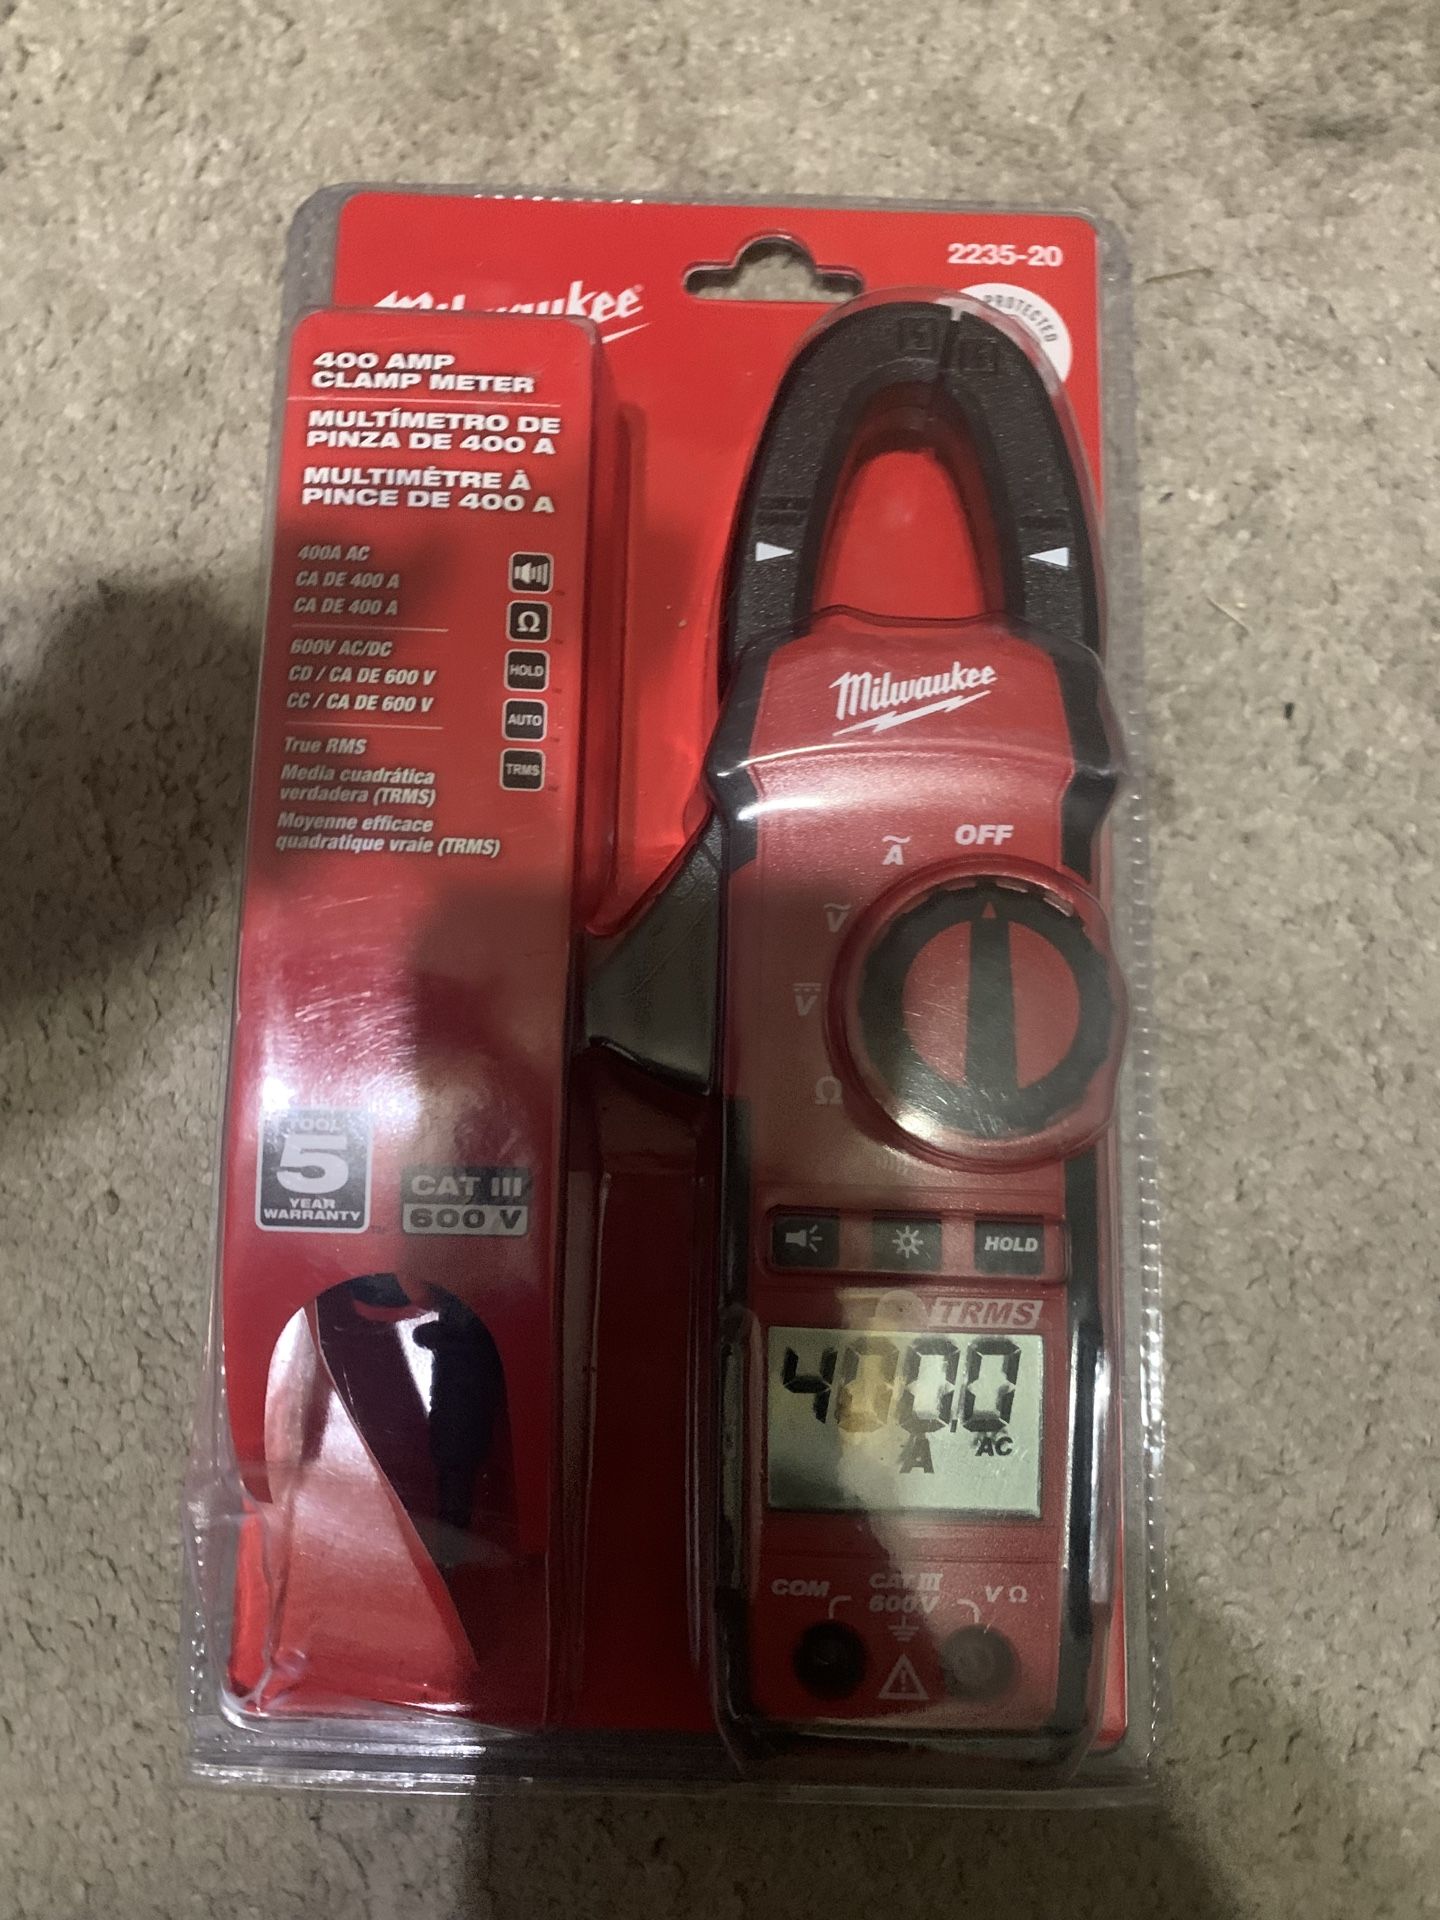 2235-20
PROTECTED
Milwaukee
400 AMP
CLAMP METER
MULTÍMETRO DE
PINZA DE 400 A
MULTIMÈTRE À
PINCE DE 400 A
400A AC
CA DE 400 A
CA DE 400 A
600V AC/DC
CD / CA DE 600 V
CC / CA DE 600 V
True RMS
Media cuadrática
verdadera (TRMS)
Moyenne efficace
quadratique vraie (TRMS)
Ω
HOLD
AUTO
TRMS
TOOL
5
YEAR
WARRANTY
CAT III
600 V
Milwaukee
OFF
A
V
V
Ω
HOLD
TRMS
400.0
A AC
COM CAT III V Ω
600V